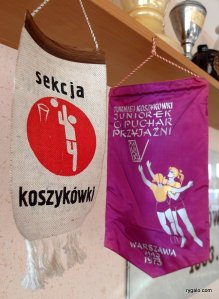 sekcja
koszykówki
TURNIEJ KOSZYKÓWKI
JUNIOREK
O PUCHAR
PRZYJAŹNI
WARSZAWA
1973
rygalo.com